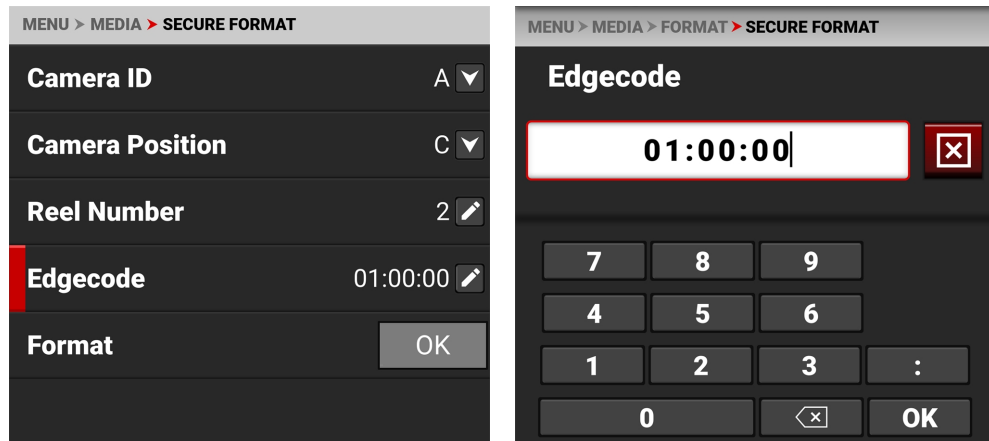 MENU > MEDIA > SECURE FORMAT
Camera ID A
Camera Position C
Reel Number 2
Edgecode 01:00:00
Format OK
MENU > MEDIA > FORMAT > SECURE FORMAT
Edgecode
01:00:00
7 8 9
4 5 6
1 2 3 :
0 OK